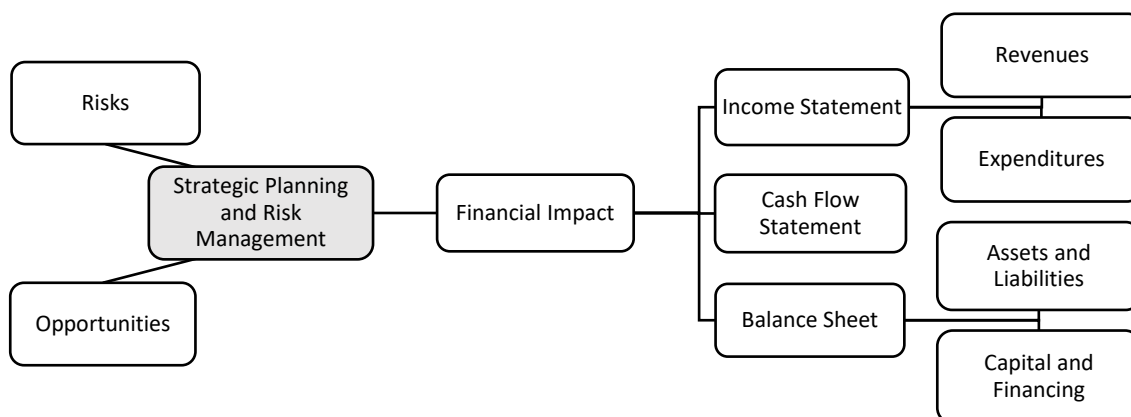 Risks
Opportunities
Strategic Planning
and Risk
Management
Financial Impact
Income Statement
Cash Flow
Statement
Balance Sheet
Revenues
Expenditures
Assets and
Liabilities
Capital and
Financing